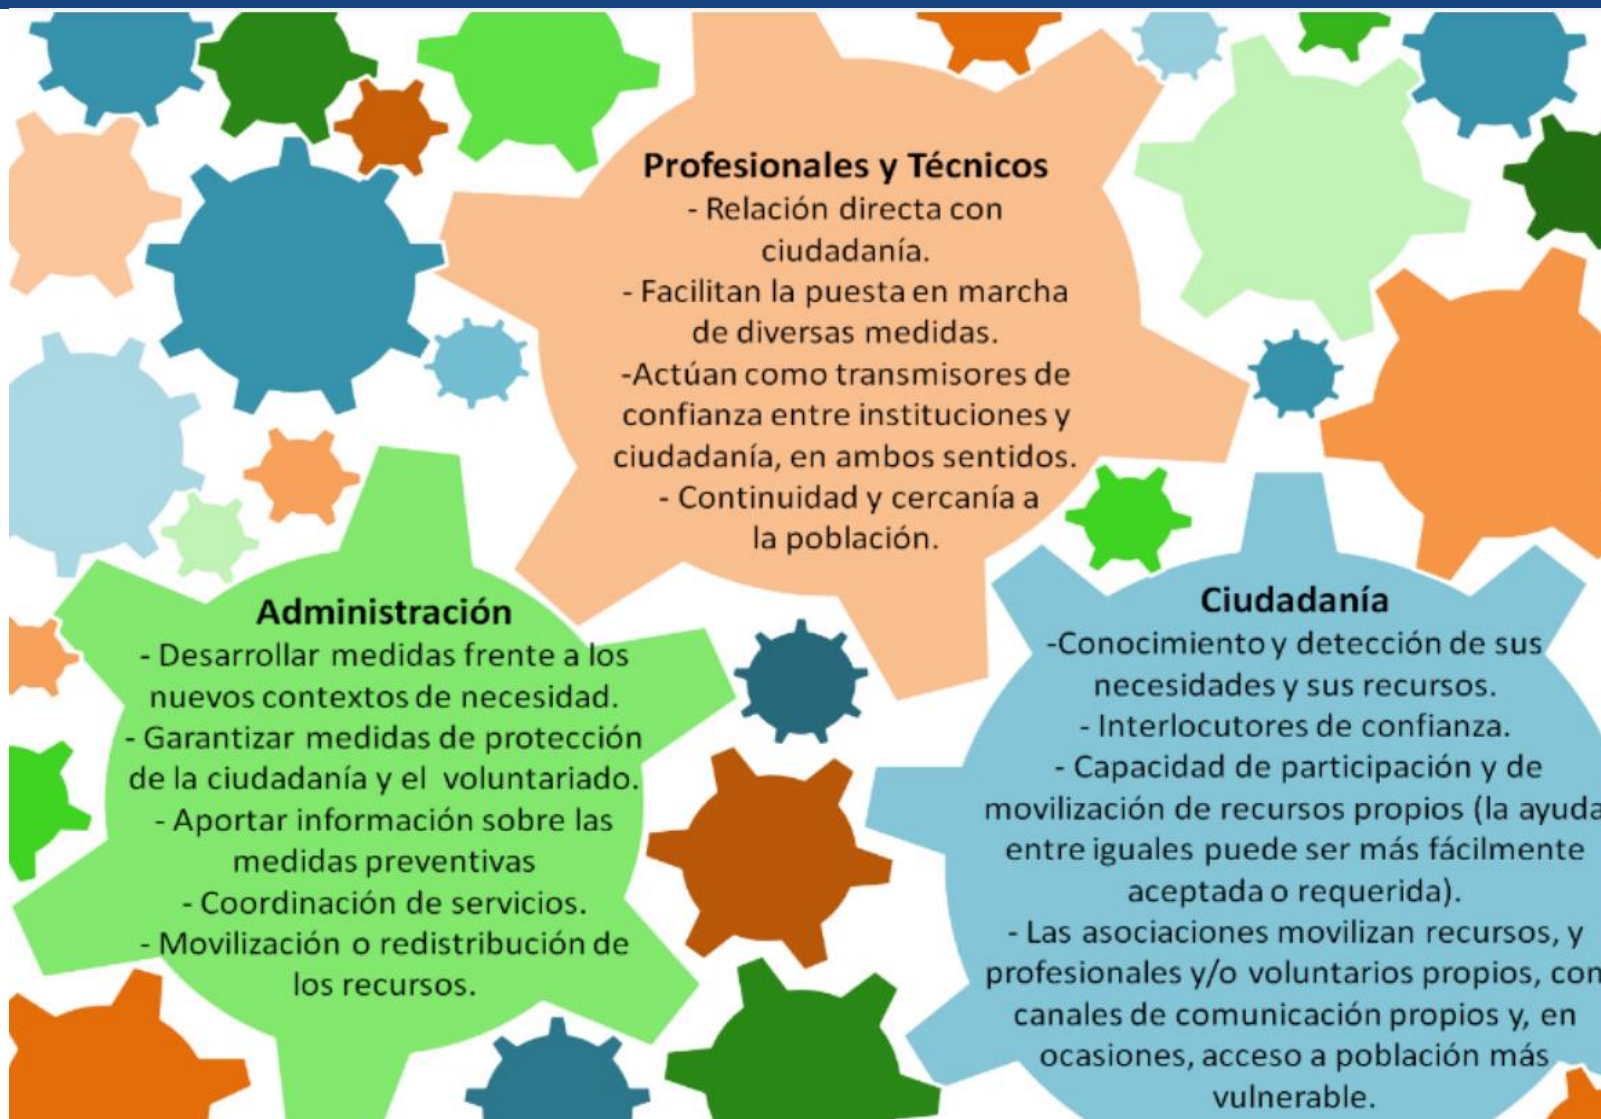 Profesionales y Técnicos
- Relación directa con
ciudadanía.
- Facilitan la puesta en marcha
de diversas medidas.
-Actúan como transmisores de
confianza entre instituciones y
ciudadanía, en ambos sentidos.
- Continuidad y cercanía a
la población.
Administración
- Desarrollar medidas frente a los
nuevos contextos de necesidad.
- Garantizar medidas de protección
de la ciudadanía y el voluntariado.
- Aportar información sobre las
medidas preventivas
- Coordinación de servicios.
- Movilización o redistribución de
los recursos.
Ciudadanía
-Conocimiento y detección de sus
necesidades y sus recursos.
- Interlocutores de confianza.
- Capacidad de participación y de
movilización de recursos propios (la ayuda
entre iguales puede ser más fácilmente
aceptada o requerida).
- Las asociaciones movilizan recursos, y
profesionales y/o voluntarios propios, con
canales de comunicación propios y, en
ocasiones, acceso a población más
vulnerable.